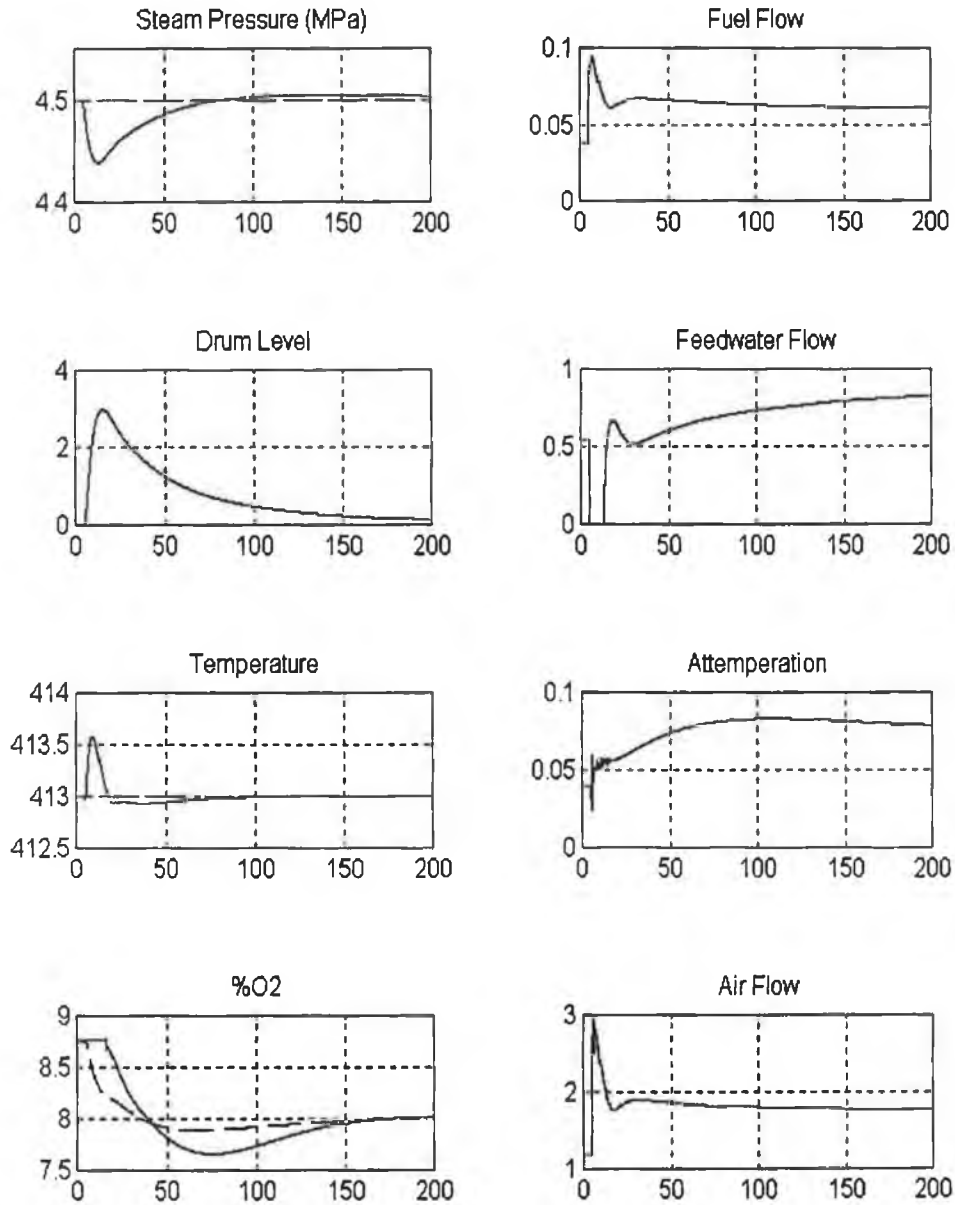 Steam Pressure (MPa)
4.5
4.4
0 50 100 150 200
Fuel Flow
0.1
0.05
0
0 50 100 150 200
Drum Level
4
2
0
0 50 100 150 200
Feedwater Flow
1
0.5
0
0 50 100 150 200
Temperature
414
413.5
413
412.5
0 50 100 150 200
Attemperation
0.1
0.05
0
0 50 100 150 200
%O2
9
8.5
8
7.5
0 50 100 150 200
Air Flow
3
2
1
0 50 100 150 200